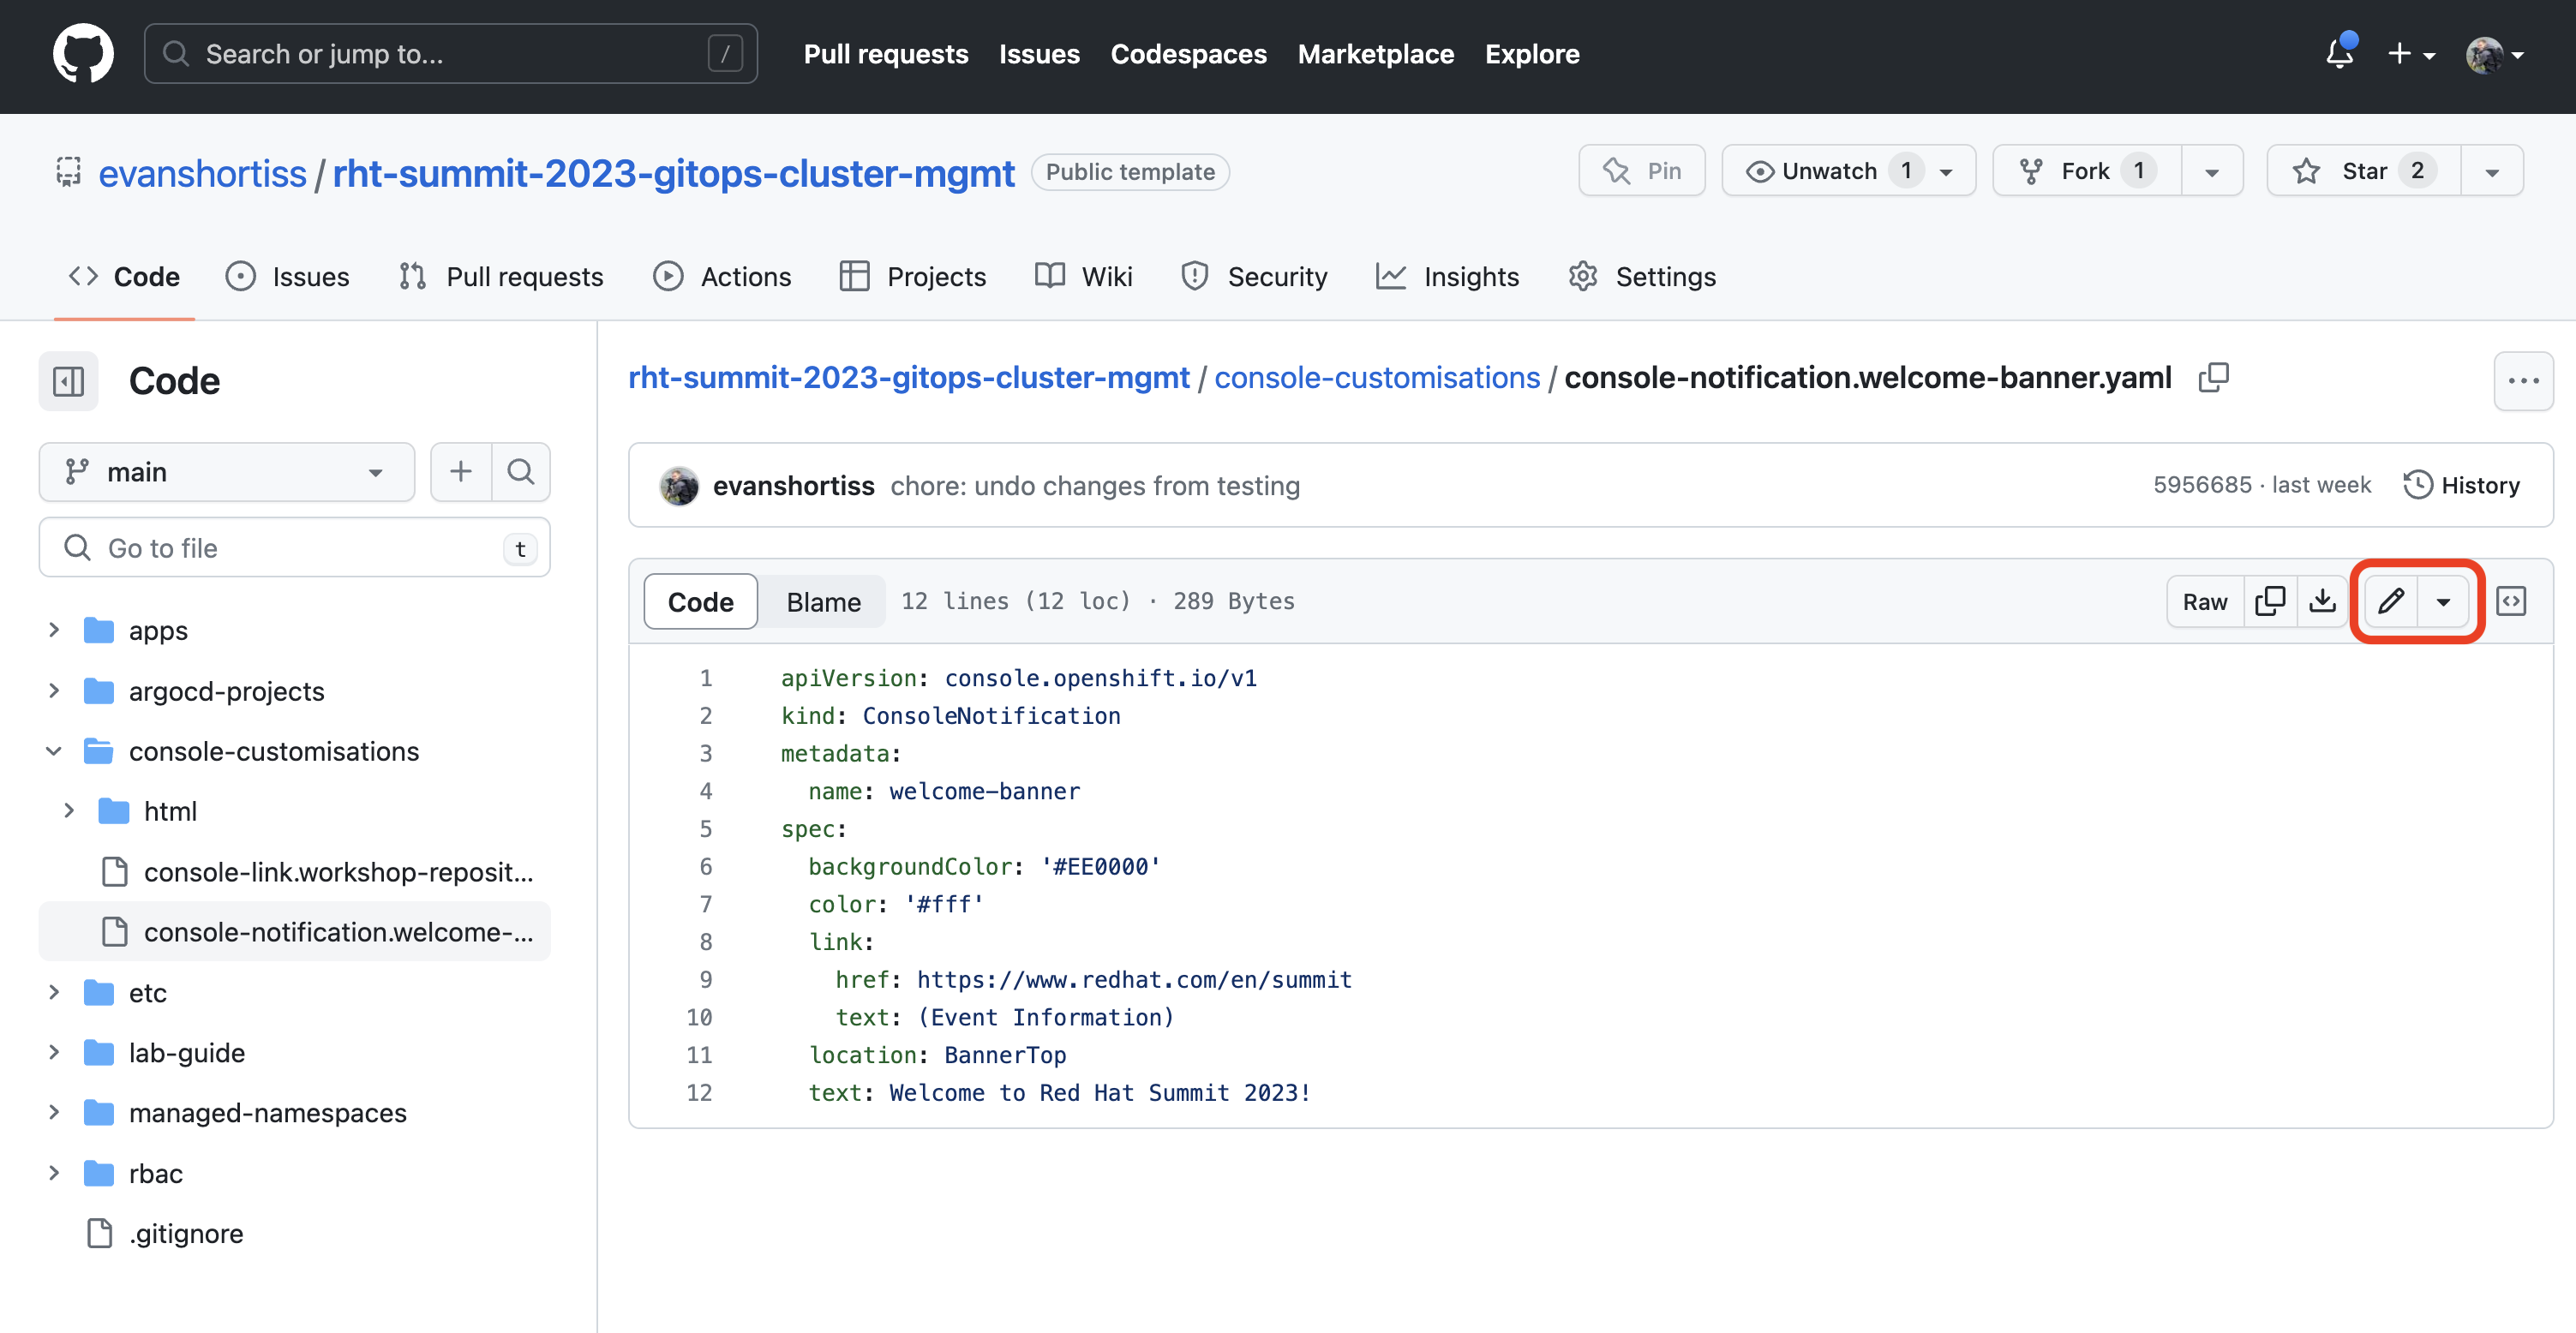 Search or jump to... /
Pull requests Issues Codespaces Marketplace Explore
evanshortiss / rht-summit-2023-gitops-cluster-mgmt Public template
Pin Unwatch 1 Fork 1 Star 2
Code Issues Pull requests Actions Projects Wiki Security Insights Settings
Code
main
Go to file t
apps
argocd-projects
console-customisations
html
console-link.workshop-reposit...
console-notification.welcome-...
etc
lab-guide
managed-namespaces
rbac
.gitignore
rht-summit-2023-gitops-cluster-mgmt / console-customisations / console-notification.welcome-banner.yaml
evanshortiss chore: undo changes from testing 5956685 · last week History
Code Blame 12 lines (12 loc) · 289 Bytes Raw
1 apiVersion: console.openshift.io/v1
2 kind: ConsoleNotification
3 metadata:
4   name: welcome-banner
5 spec:
6   backgroundColor: '#EE0000'
7   color: '#fff'
8   link:
9     href: https://www.redhat.com/en/summit
10     text: (Event Information)
11   location: BannerTop
12   text: Welcome to Red Hat Summit 2023!